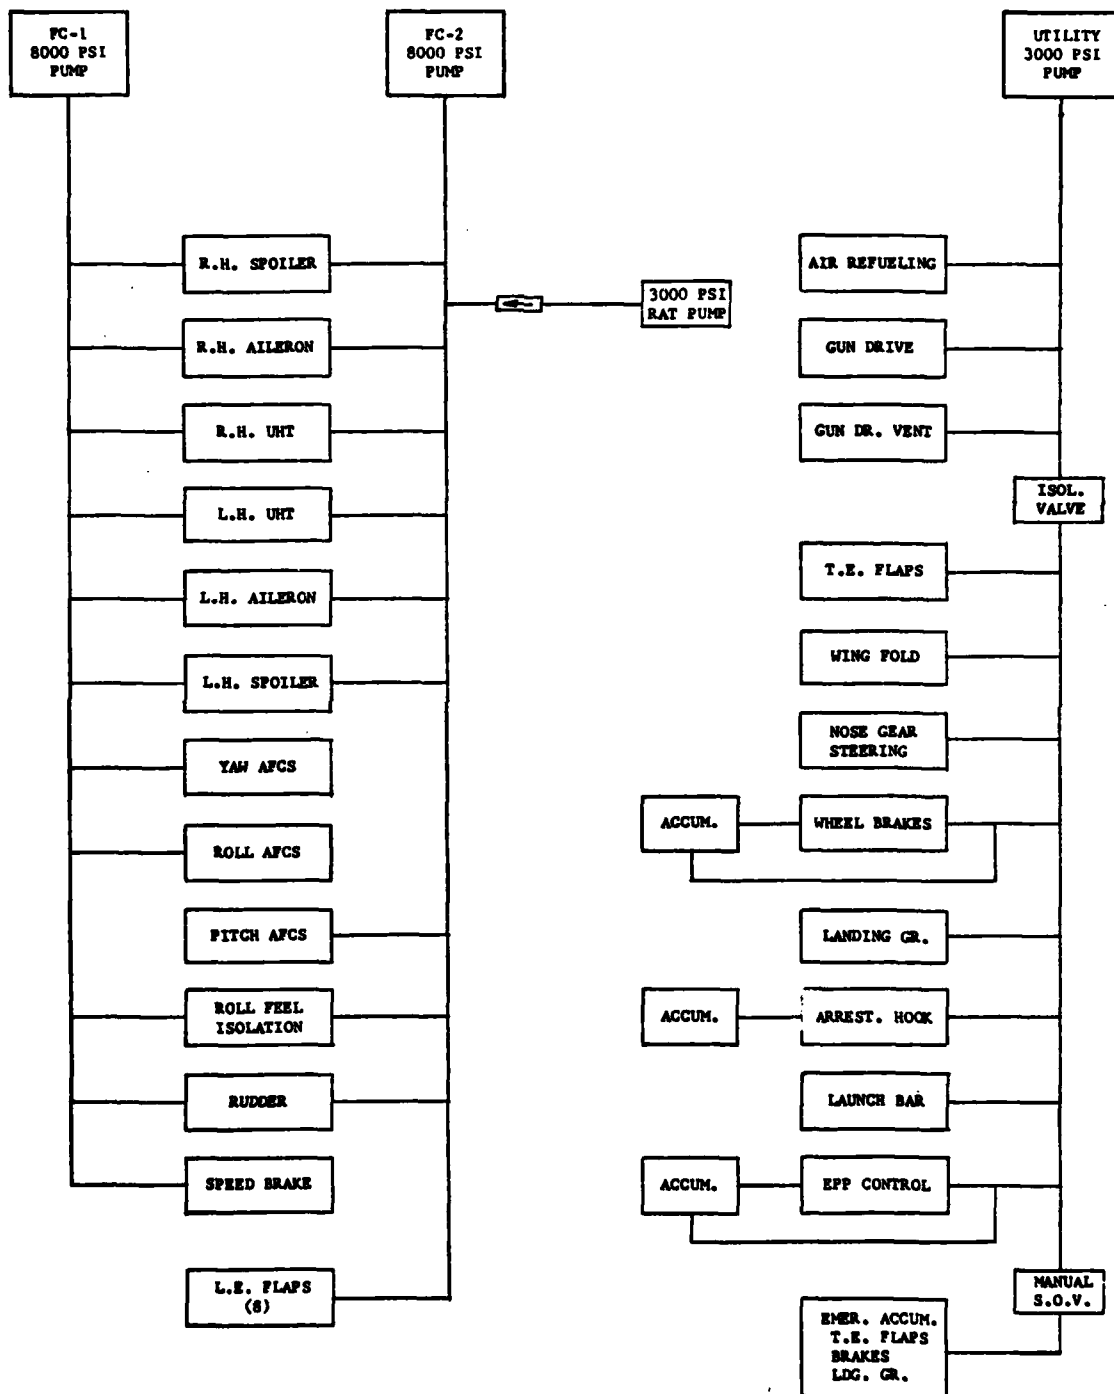 FC-1
8000 PSI
PUMP
FC-2
8000 PSI
PUMP
UTILITY
3000 PSI
PUMP
R.H. SPOILER
R.H. AILERON
R.H. UHT
L.H. UHT
L.H. AILERON
L.H. SPOILER
YAW AFCS
ROLL AFCS
PITCH AFCS
ROLL FEEL
ISOLATION
RUDDER
SPEED BRAKE
L.E. FLAPS
(8)
3000 PSI
RAT PUMP
AIR REFUELING
GUN DRIVE
GUN DR. VENT
ISOL.
VALVE
T.E. FLAPS
WING FOLD
NOSE GEAR
STEERING
ACCUM.
WHEEL BRAKES
LANDING GR.
ACCUM.
ARREST. HOOK
LAUNCH BAR
ACCUM.
EPP CONTROL
MANUAL
S.O.V.
EMER. ACCUM.
T.E. FLAPS
BRAKES
LDG. GR.